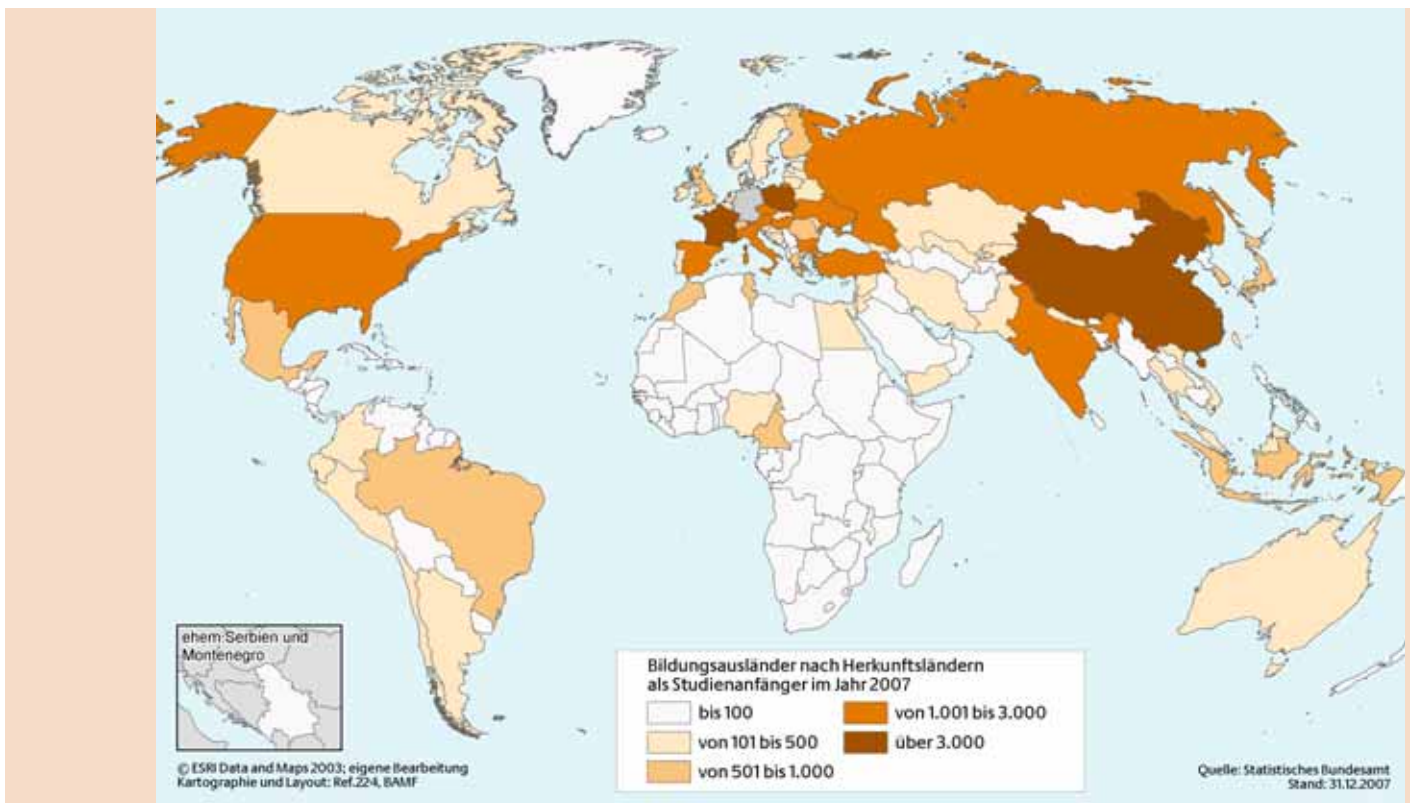 ehem Serbien und
Montenegro
Bildungsausländer nach Herkunftsländern
als Studienanfänger im Jahr 2007
bis 100
von 101 bis 500
von 501 bis 1.000
von 1.001 bis 3.000
über 3.000
© ESRI Data and Maps 2003; eigene Bearbeitung
Kartographie und Layout: Ref.224, BAMF
Quelle: Statistisches Bundesamt
Stand: 31.12.2007